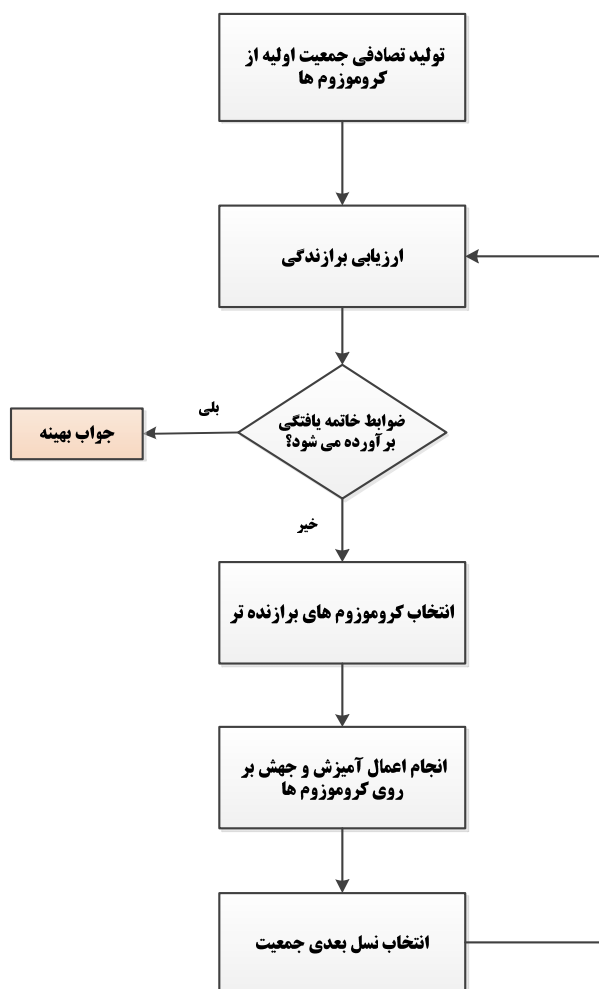 تولید تصادفی جمعیت اولیه از
کروموزوم ها
ارزیابی برازندگی
ضوابط خاتمه یافتگی
برآورده می شود؟
بلی
جواب بهینه
خیر
انتخاب کروموزوم های برازنده تر
انجام اعمال آمیزش و جهش بر
روی کروموزوم ها
انتخاب نسل بعدی جمعیت